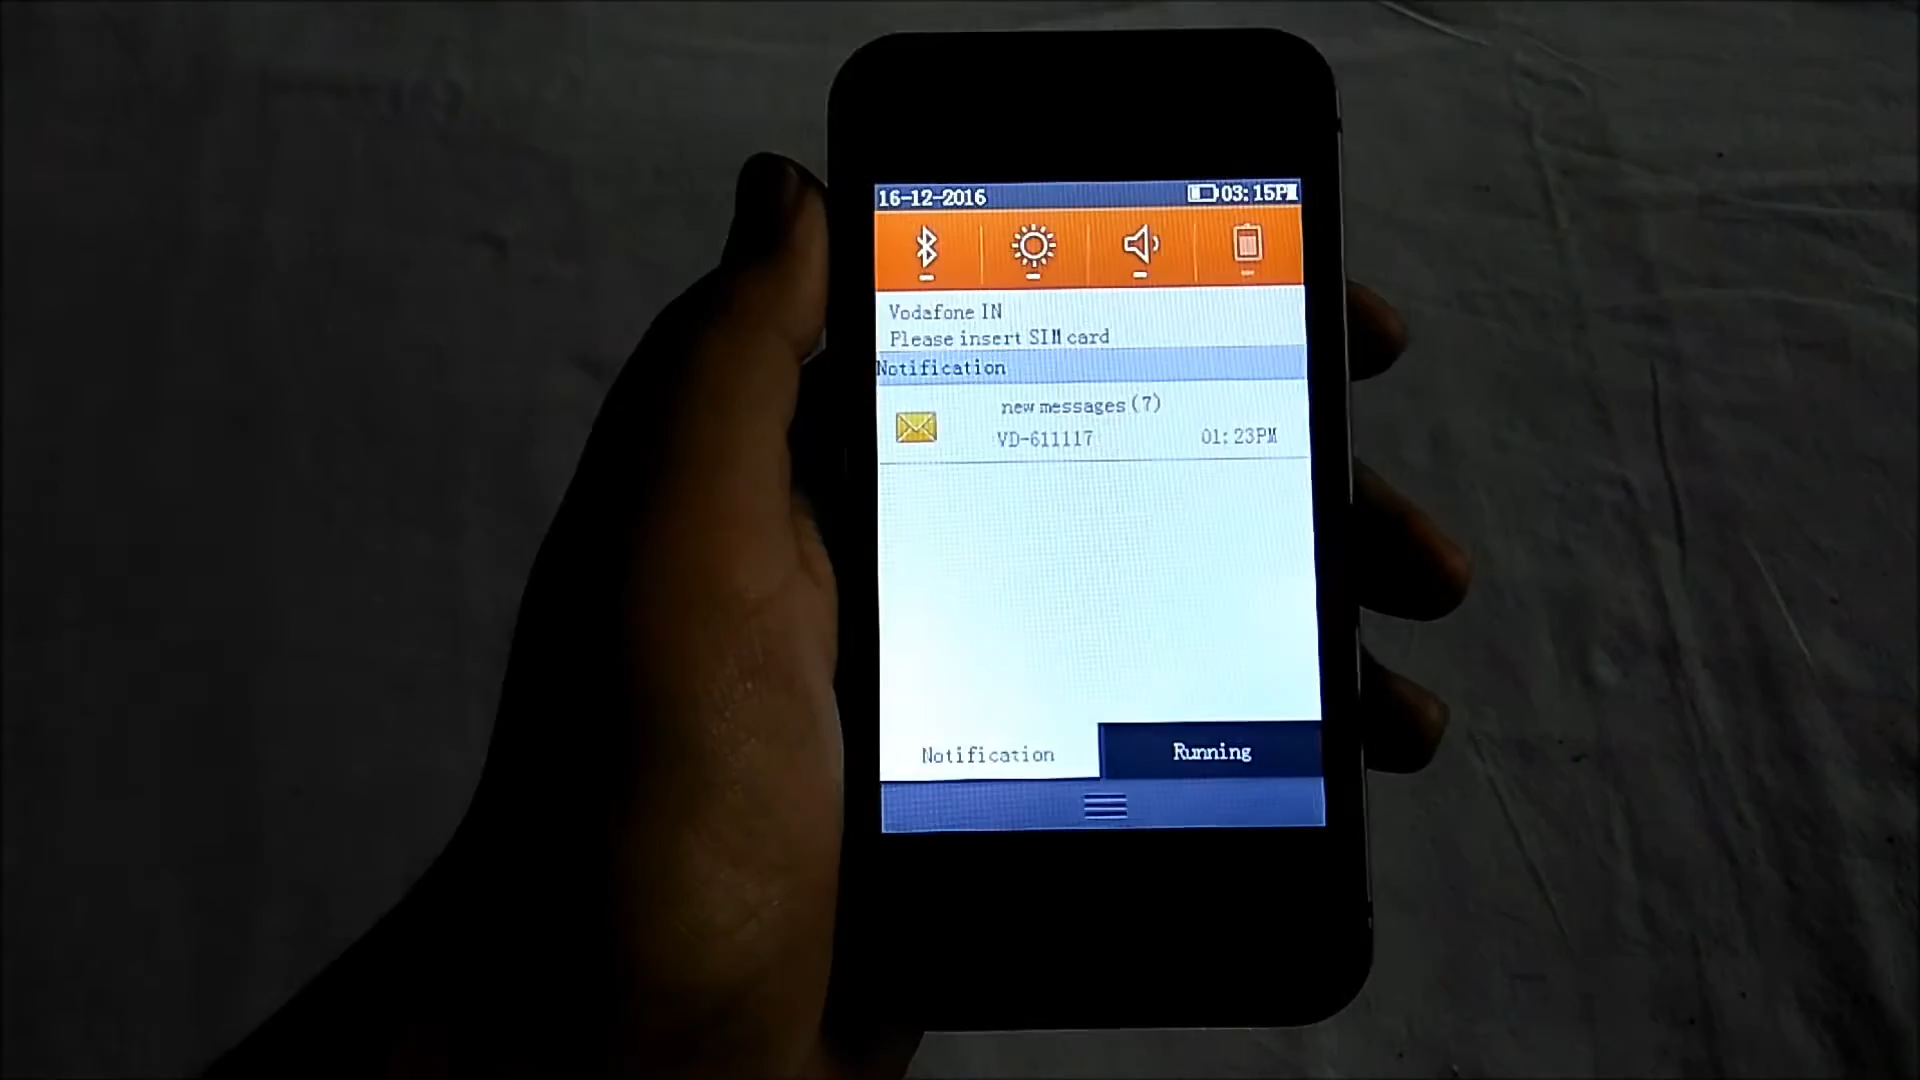 16-12-2016 03:15PM
Vodafone IN
Please insert SIM card
Notification
new messages(7)
VD-611117 01:23PM
Notification Running